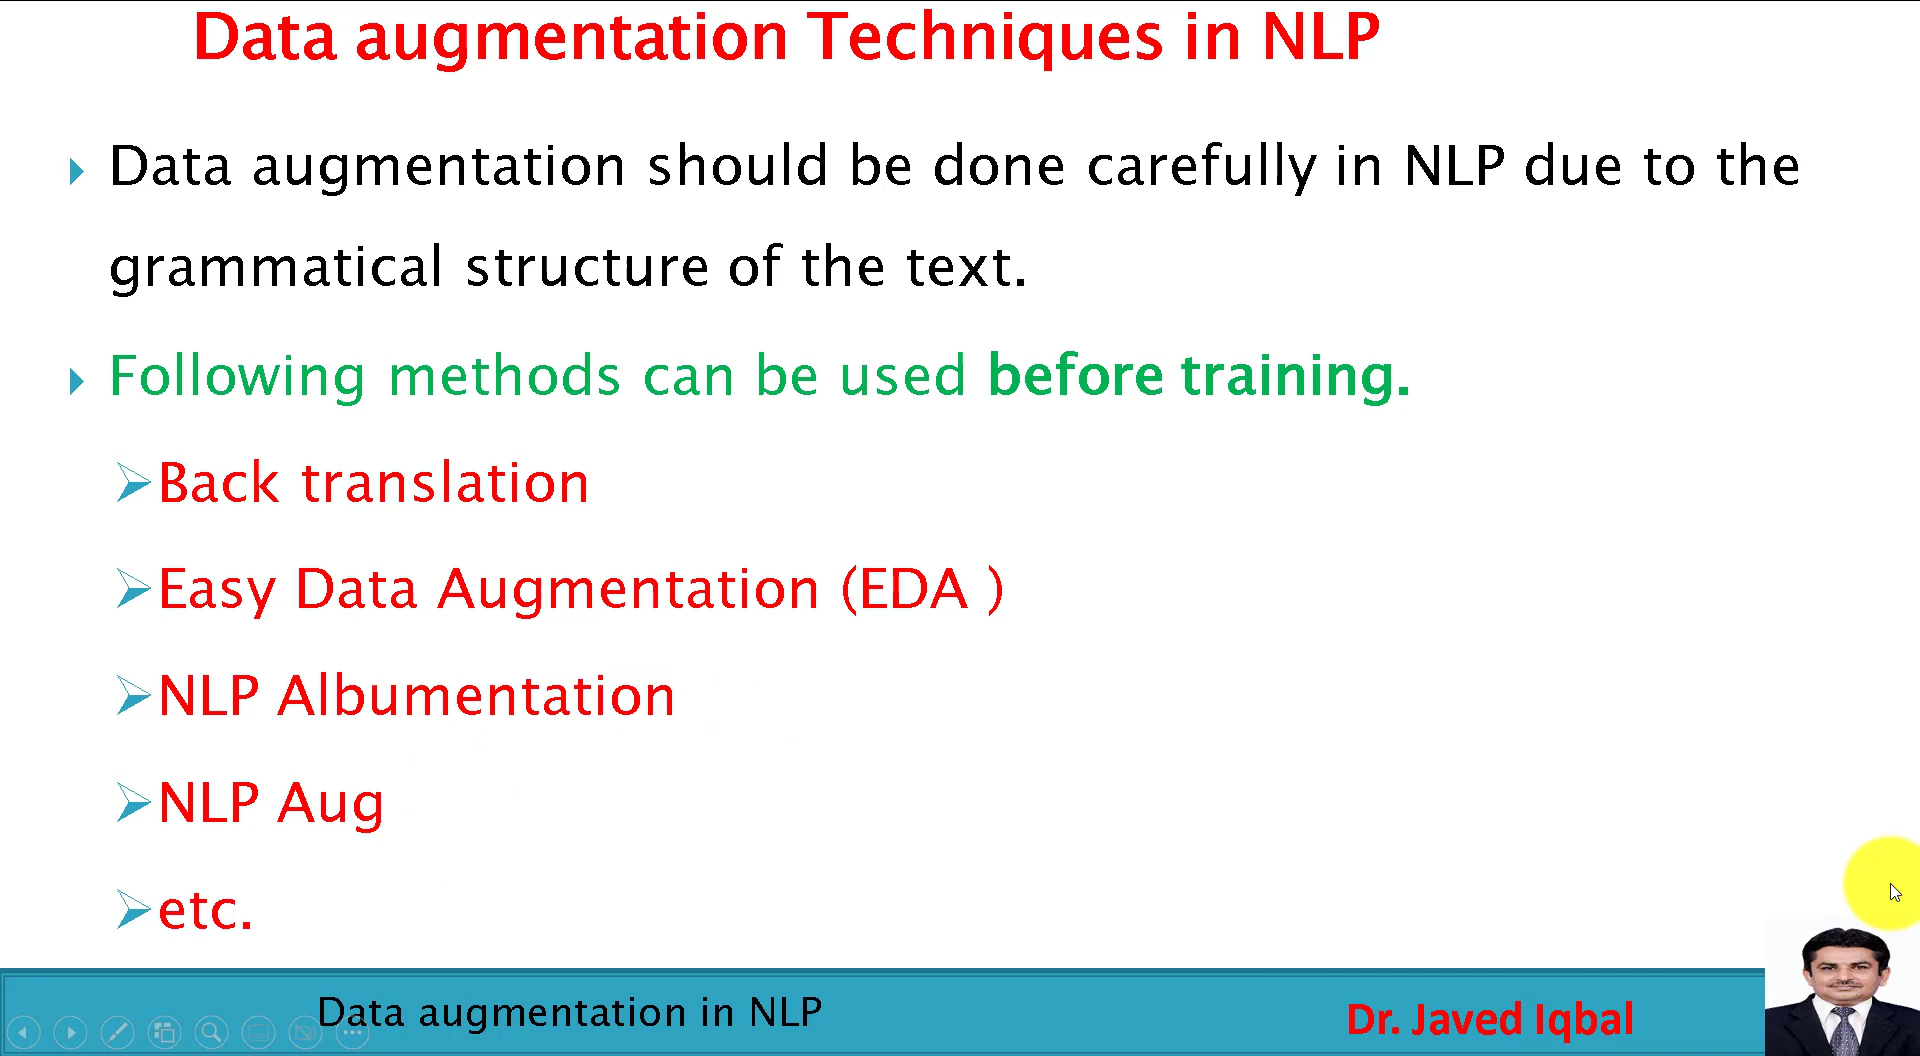 Data augmentation Techniques in NLP
Data augmentation should be done carefully in NLP due to the
grammatical structure of the text.
Following methods can be used before training.
Back translation
Easy Data Augmentation (EDA )
NLP Albumentation
NLP Aug
etc.
Data augmentation in NLP
Dr. Javed Iqbal